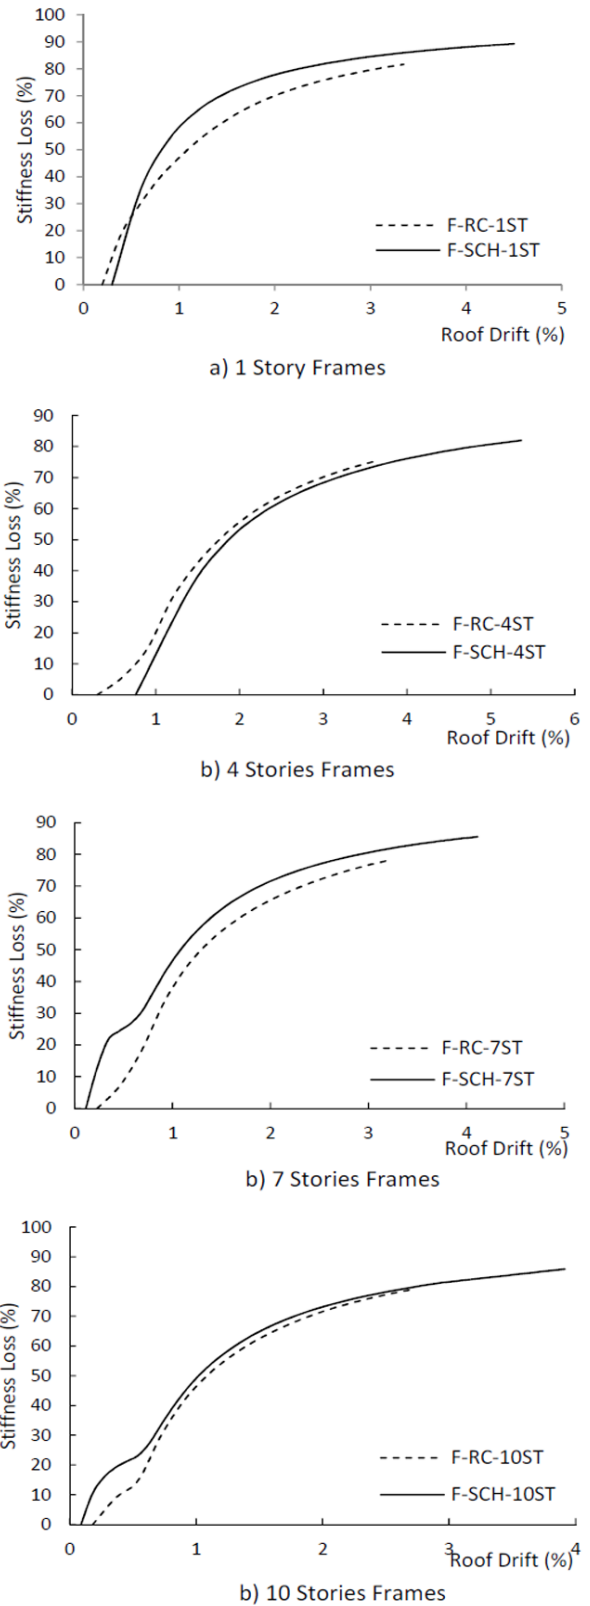 100
90
80
70
60
50
40
30
20
10
0
Stiffness Loss (%)
F-RC-1ST
F-SCH-1ST
0 1 2 3 4 5
Roof Drift (%)
a) 1 Story Frames
90
80
70
60
50
40
30
20
10
0
Stiffness Loss (%)
F-RC-4ST
F-SCH-4ST
0 1 2 3 4 5 6
Roof Drift (%)
b) 4 Stories Frames
90
80
70
60
50
40
30
20
10
0
Stiffness Loss (%)
F-RC-7ST
F-SCH-7ST
0 1 2 3 4 5
Roof Drift (%)
b) 7 Stories Frames
100
90
80
70
60
50
40
30
20
10
0
Stiffness Loss (%)
F-RC-10ST
F-SCH-10ST
0 1 2 3 4
Roof Drift (%)
b) 10 Stories Frames